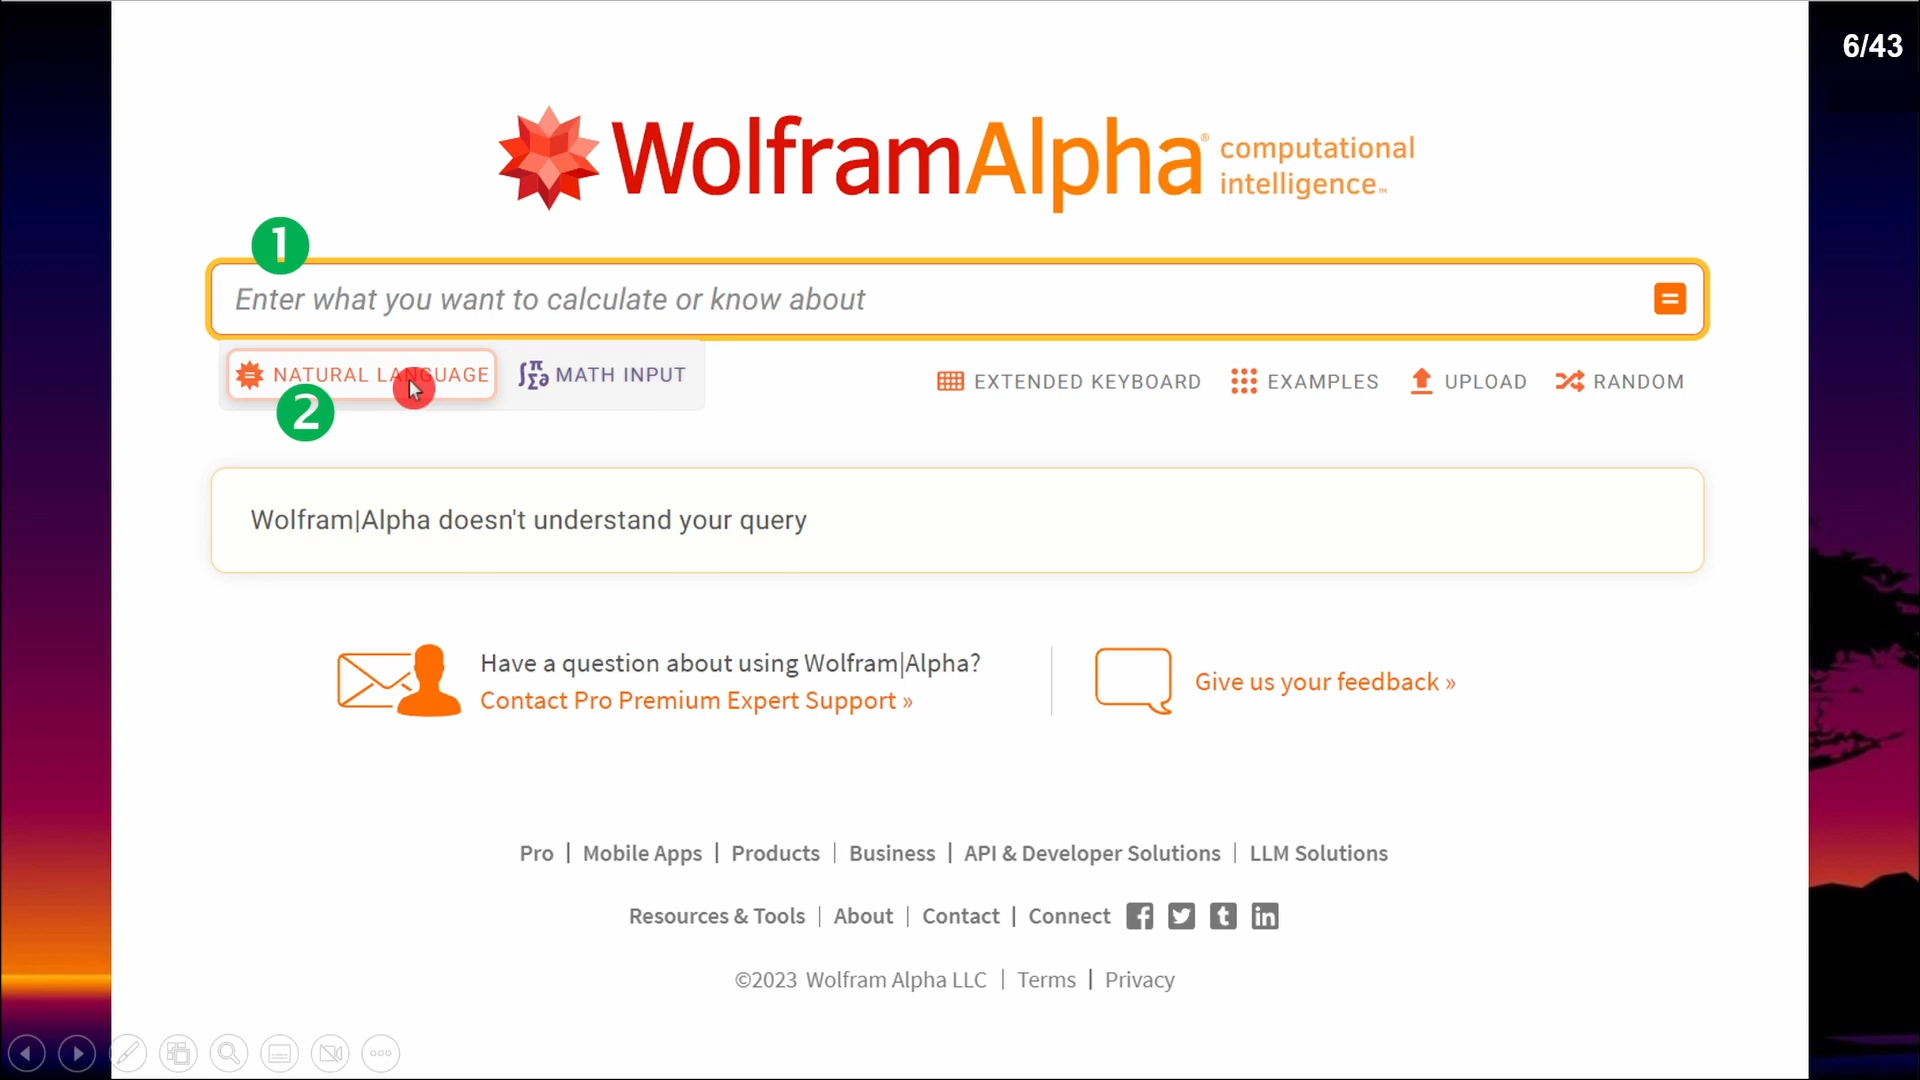 6/43
WolframAlpha® computational intelligence™
1
Enter what you want to calculate or know about
NATURAL LANGUAGE MATH INPUT EXTENDED KEYBOARD EXAMPLES UPLOAD RANDOM
2
Wolfram|Alpha doesn't understand your query
Have a question about using Wolfram|Alpha?
Contact Pro Premium Expert Support »
Give us your feedback »
Pro | Mobile Apps | Products | Business | API & Developer Solutions | LLM Solutions
Resources & Tools | About | Contact | Connect
©2023 Wolfram Alpha LLC | Terms | Privacy